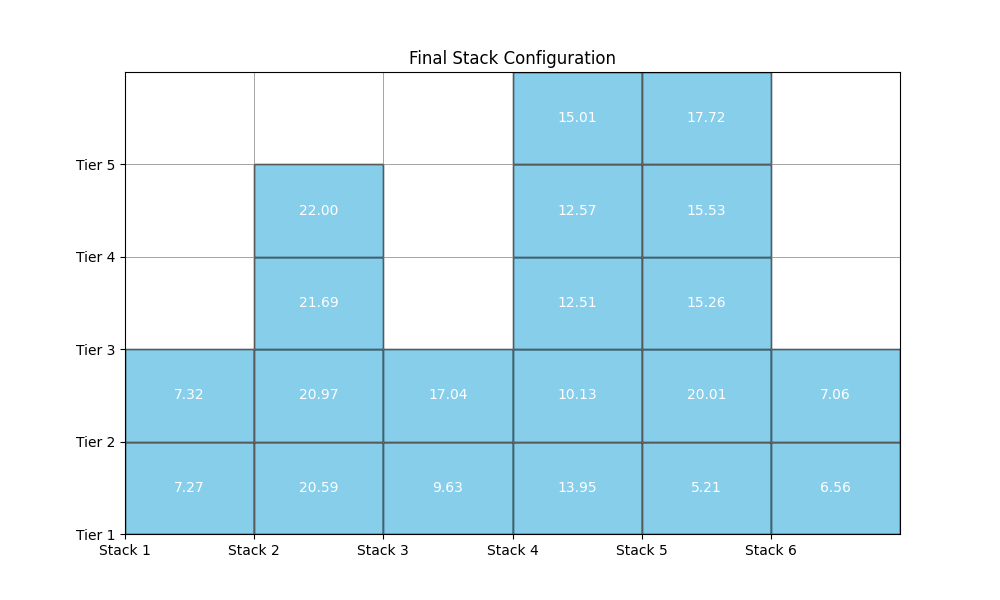 Final Stack Configuration
15.01 17.72
Tier 5
22.00 12.57 15.53
Tier 4
21.69 12.51 15.26
Tier 3
7.32 20.97 17.04 10.13 20.01 7.06
Tier 2
7.27 20.59 9.63 13.95 5.21 6.56
Tier 1
Stack 1 Stack 2 Stack 3 Stack 4 Stack 5 Stack 6